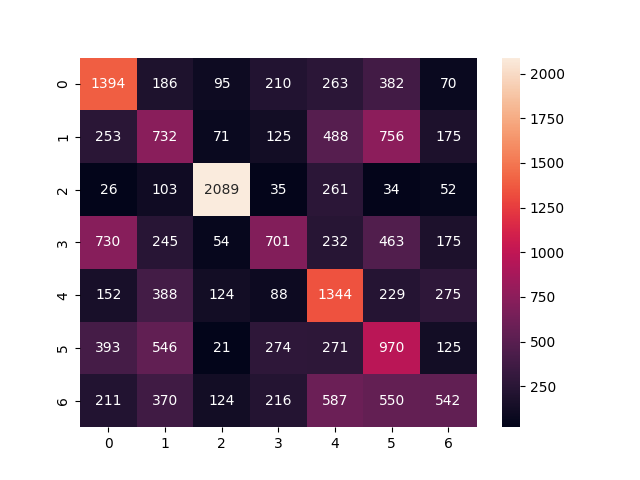 0 1394 186 95 210 263 382 70
1 253 732 71 125 488 756 175
2 26 103 2089 35 261 34 52
3 730 245 54 701 232 463 175
4 152 388 124 88 1344 229 275
5 393 546 21 274 271 970 125
6 211 370 124 216 587 550 542
0 1 2 3 4 5 6
2000
1750
1500
1250
1000
750
500
250